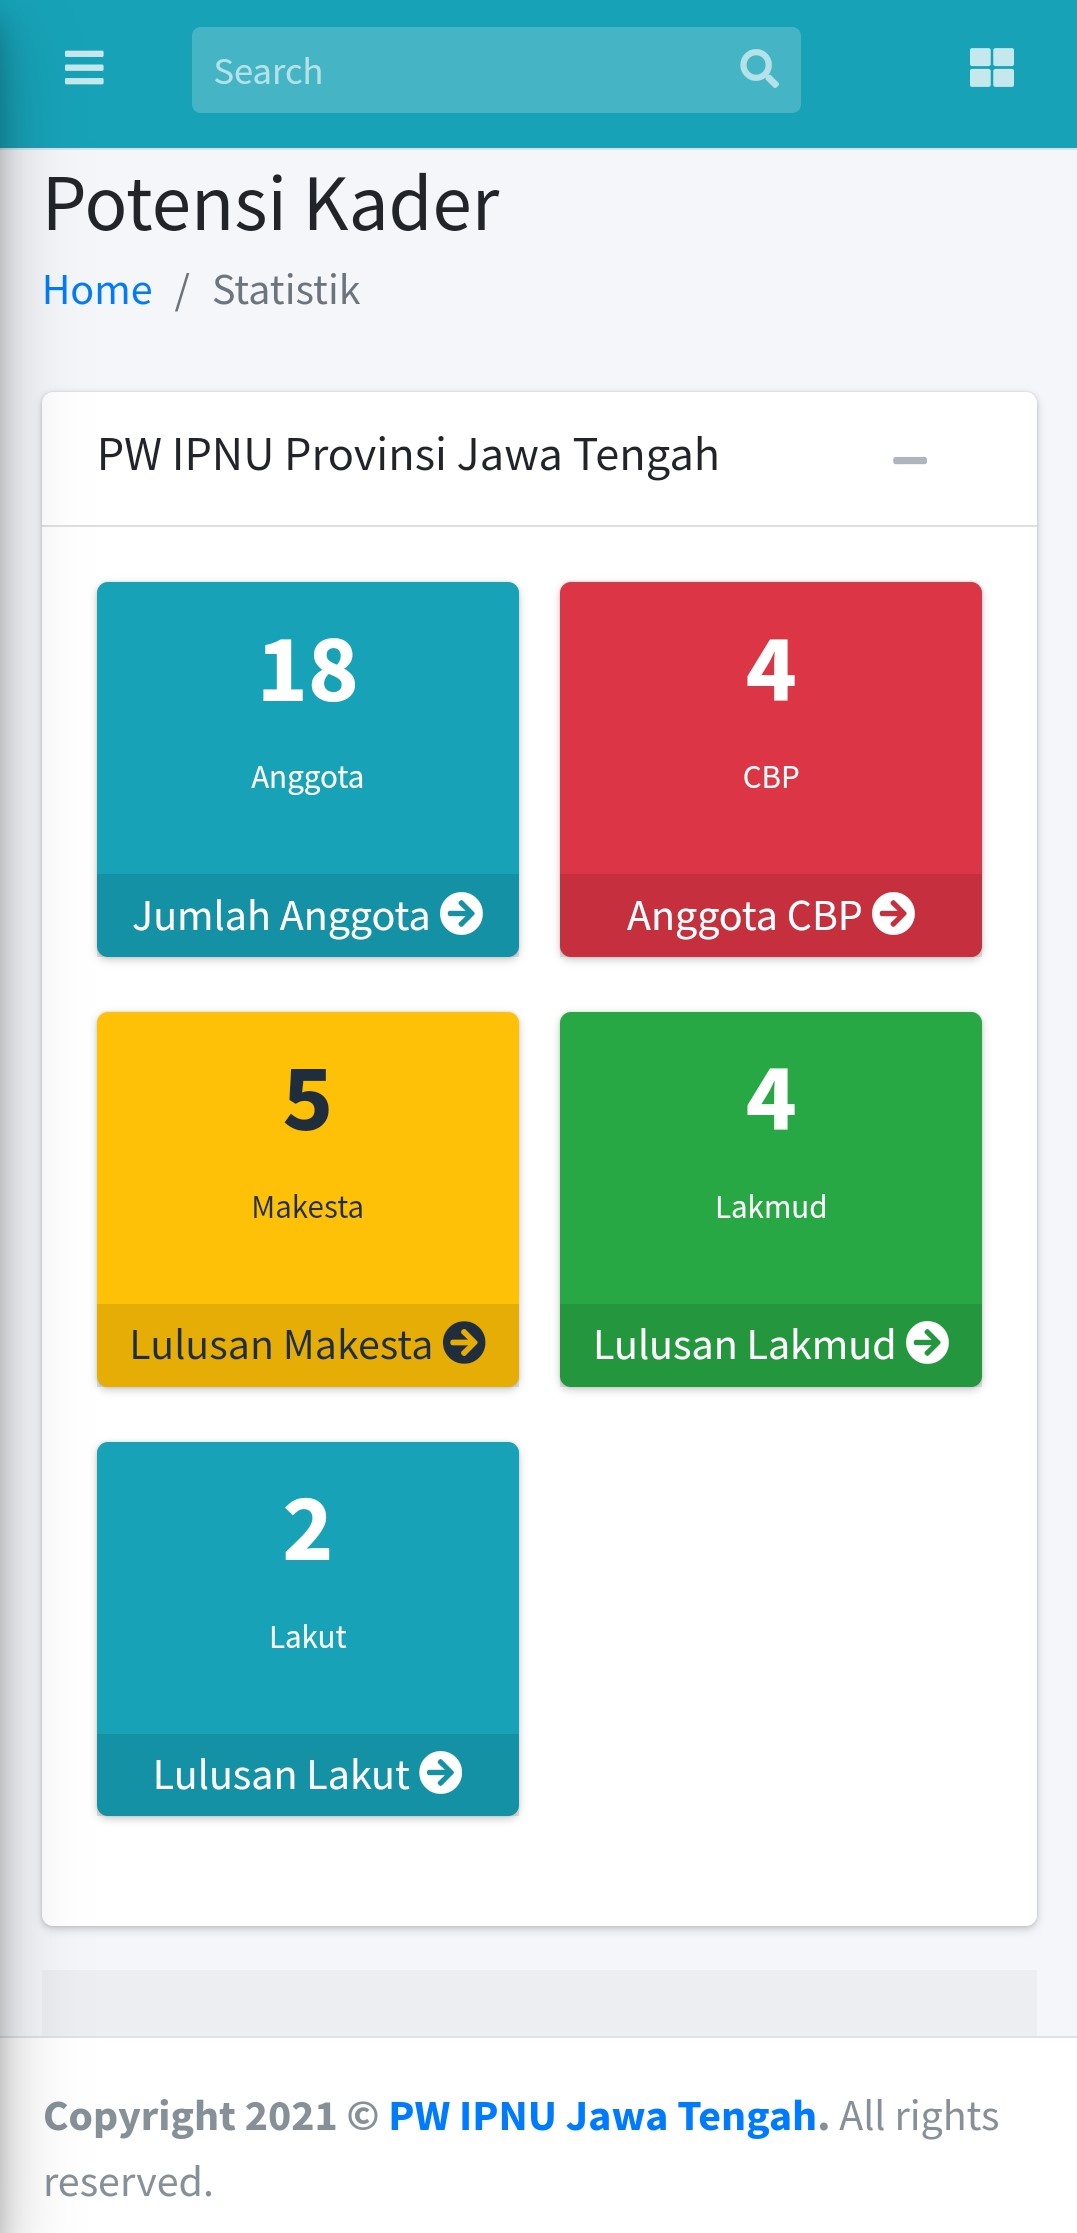 Search
Potensi Kader
Home / Statistik
PW IPNU Provinsi Jawa Tengah
18
Anggota
Jumlah Anggota
4
CBP
Anggota CBP
5
Makesta
Lulusan Makesta
4
Lakmud
Lulusan Lakmud
2
Lakut
Lulusan Lakut
Copyright 2021 © PW IPNU Jawa Tengah. All rights
reserved.